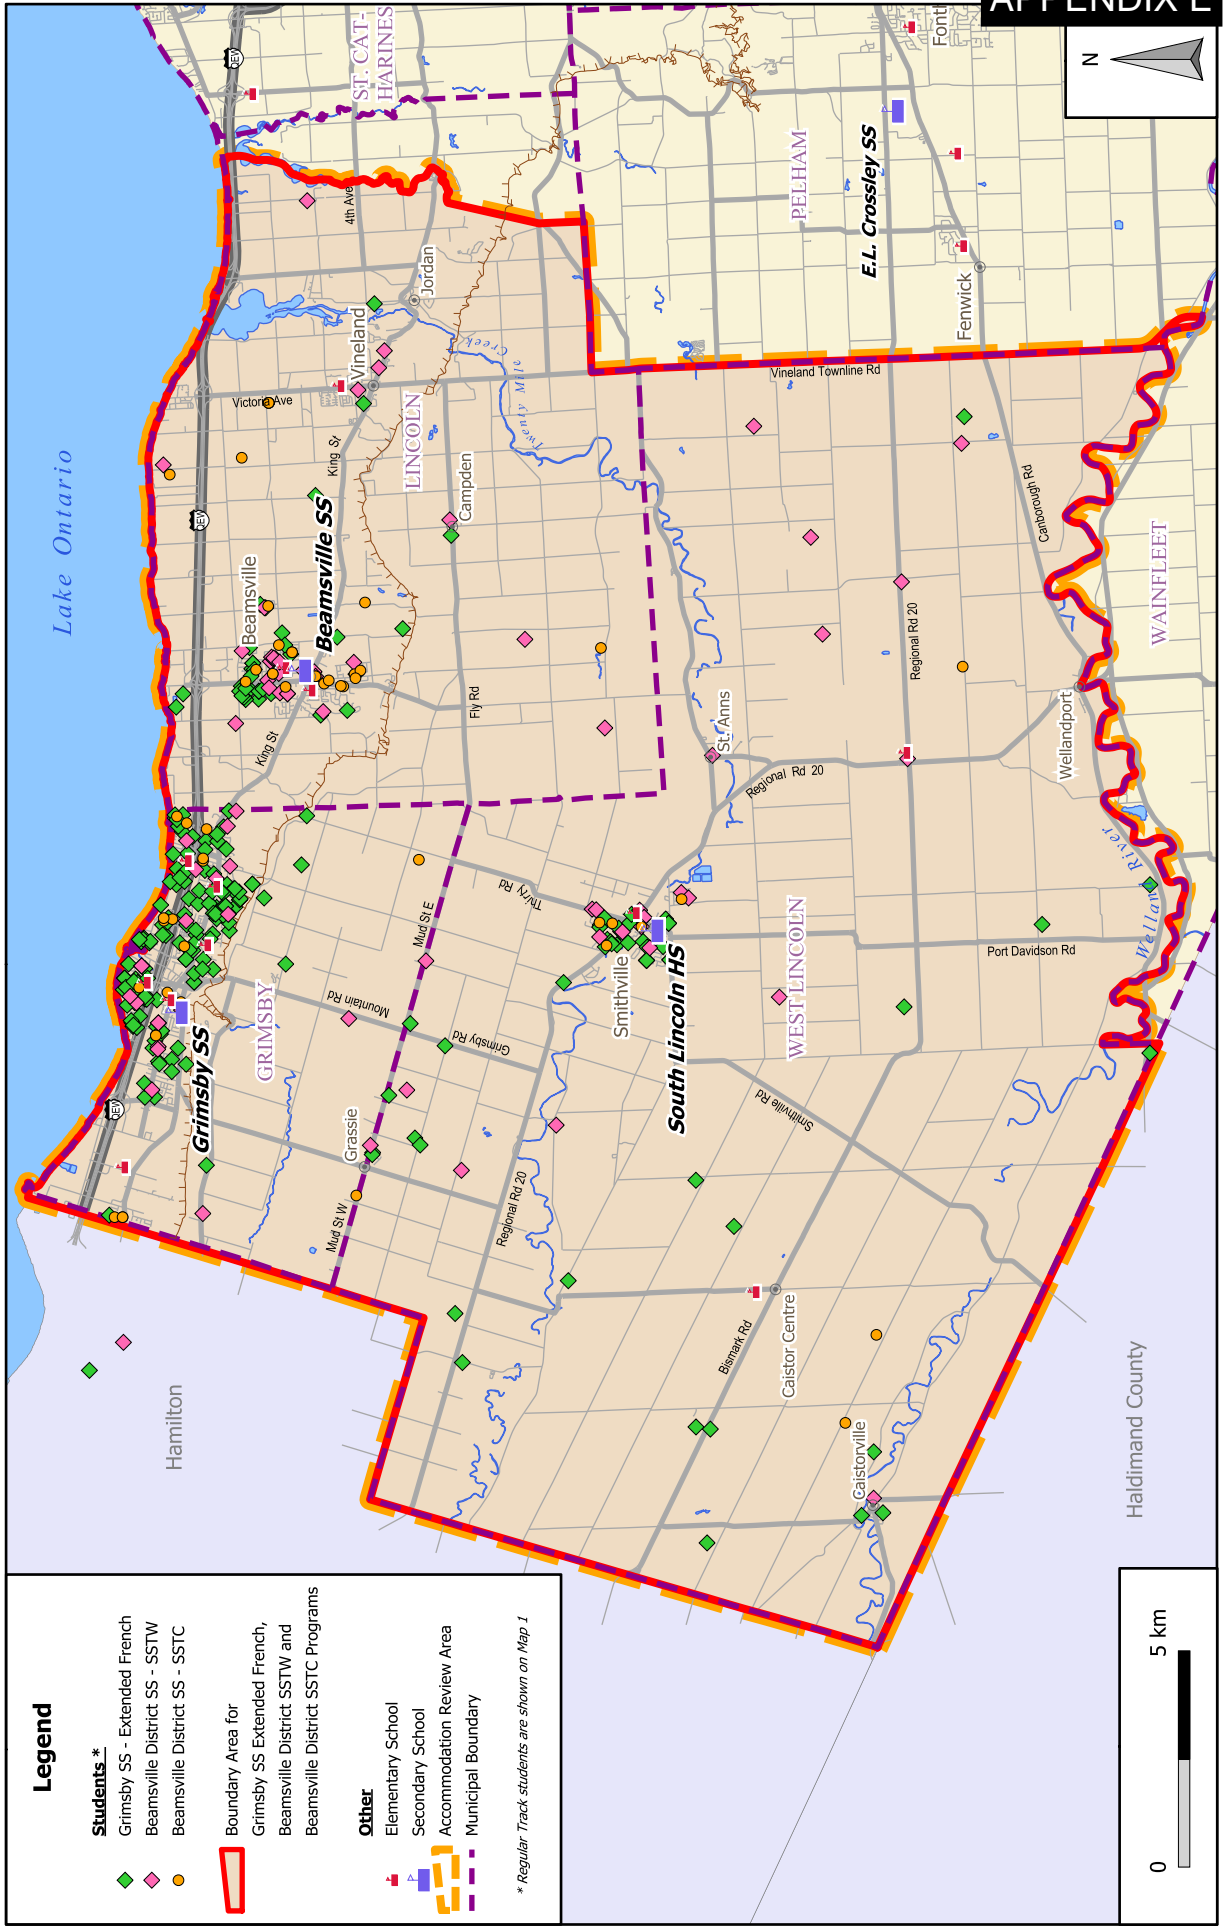 APPENDIX E
N
Legend
Students *
Grimsby SS - Extended French
Beamsville District SS - SSTW
Beamsville District SS - SSTC
Boundary Area for
Grimsby SS Extended French,
Beamsville District SSTW and
Beamsville District SSTC Programs
Other
Elementary School
Secondary School
Accommodation Review Area
Municipal Boundary
* Regular Track students are shown on Map 1
0
5 km
Lake Ontario
Hamilton
Haldimand County
ST. CAT-
HARINES
PELHAM
LINCOLN
GRIMSBY
WEST LINCOLN
WAINFLEET
QEW
QEW
QEW
Grimsby SS
Beamsville SS
South Lincoln HS
E.L. Crossley SS
Beamsville
Vineland
Jordan
Campden
Grassie
Smithville
St. Anns
Wellandport
Caistor Centre
Caistorville
Fenwick
4th Ave
Victoria Ave
King St
King St
Fly Rd
Twenty Mile Creek
Vineland Townline Rd
Canborough Rd
Regional Rd 20
Regional Rd 20
Regional Rd 20
Thirty Rd
Mud St E
Mud St W
Mountain Rd
Grimsby Rd
Smithville Rd
Port Davidson Rd
Bismark Rd
Welland River